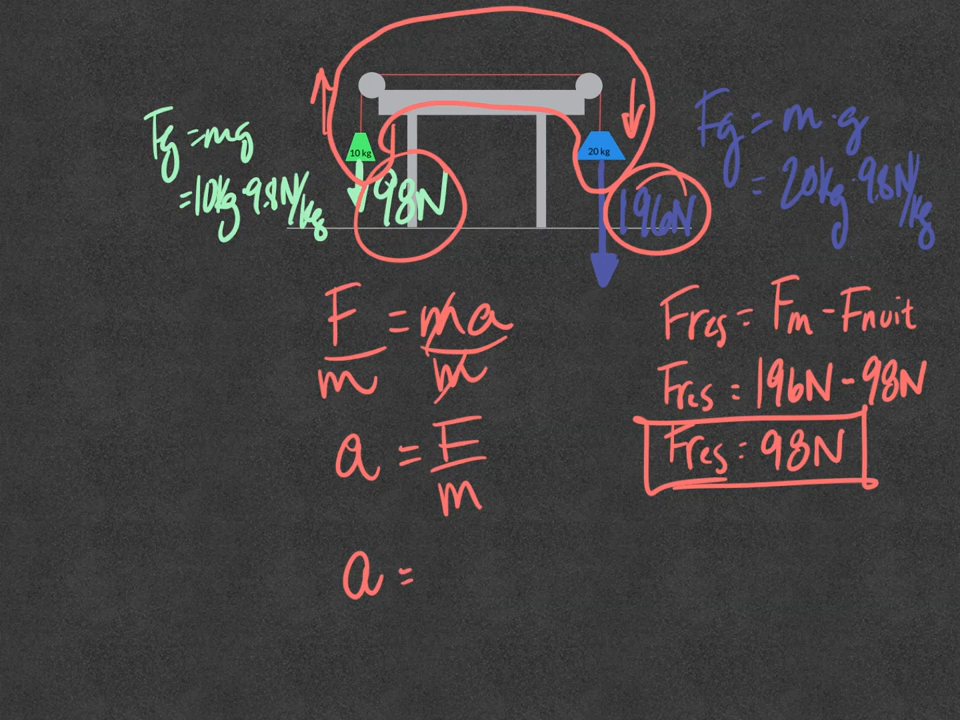 Fg = mg
= 10kg · 9.8N/kg
10 kg
98N
20 kg
196N
Fg = m · g
= 20kg · 9.8N/kg
F/m = ma/m
a = F/m
a =
Fres = Fm - Fnuit
Fres = 196N - 98N
Fres = 98N